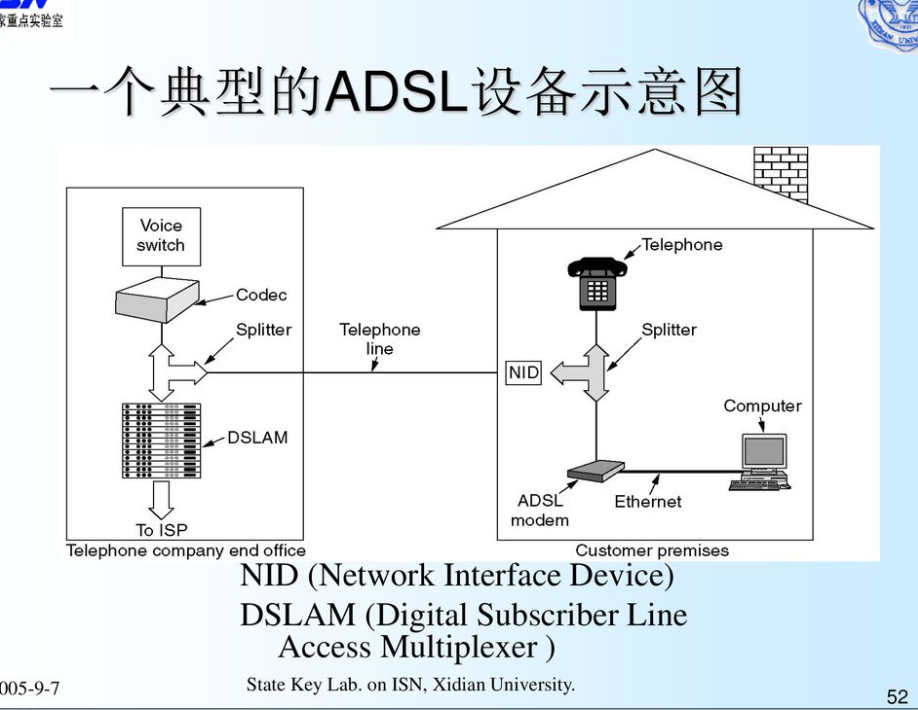 家重点实验室
一个典型的ADSL设备示意图
Voice
switch
Codec
Splitter
Telephone
line
DSLAM
To ISP
Telephone company end office
Telephone
Splitter
NID
Computer
ADSL
modem
Ethernet
Customer premises
NID (Network Interface Device)
DSLAM (Digital Subscriber Line
Access Multiplexer )
005-9-7
State Key Lab. on ISN, Xidian University.
52